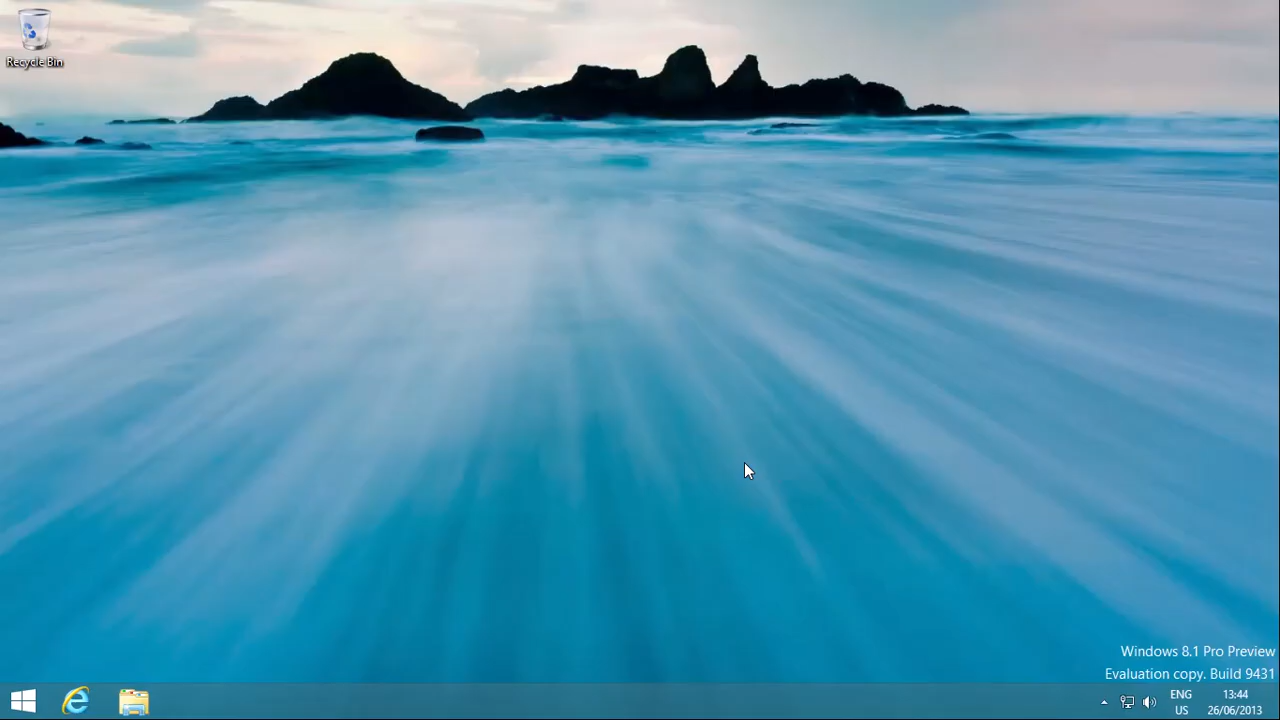 Recycle Bin
Windows 8.1 Pro Preview
Evaluation copy. Build 9431
ENG
US
13:44
26/06/2013